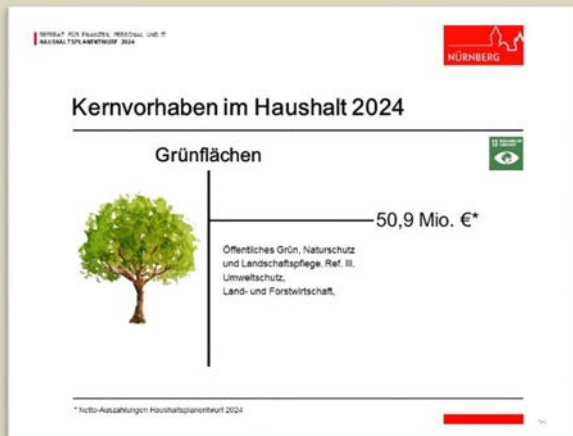 REFERAT FÜR FINANZEN, PERSONAL UND IT
HAUSHALTSPLANENTWURF 2024
NÜRNBERG
Kernvorhaben im Haushalt 2024
Grünflächen
50,9 Mio. €*
Öffentliches Grün, Naturschutz
und Landschaftspflege, Ref. III,
Umweltschutz,
Land- und Forstwirtschaft,
* Netto-Auszahlungen Haushaltsplanentwurf 2024